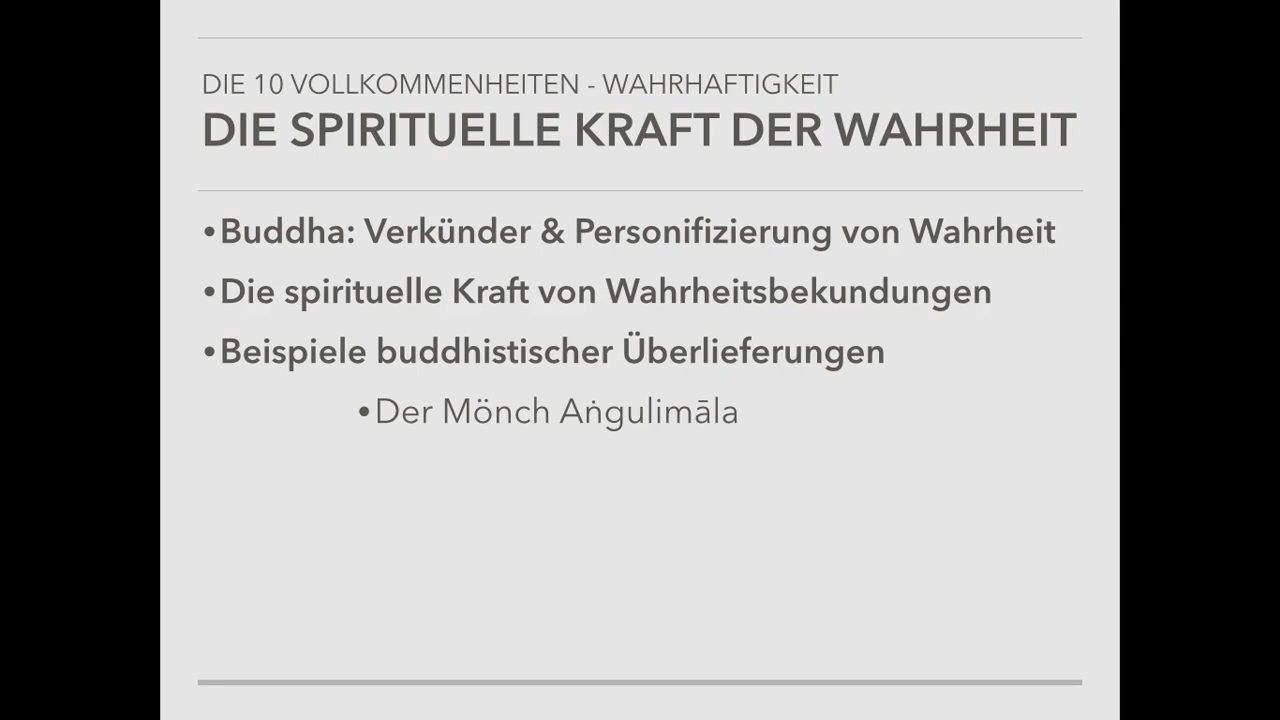 DIE 10 VOLLKOMMENHEITEN - WAHRHAFTIGKEIT
DIE SPIRITUELLE KRAFT DER WAHRHEIT
•Buddha: Verkünder & Personifizierung von Wahrheit
•Die spirituelle Kraft von Wahrheitsbekundungen
•Beispiele buddhistischer Überlieferungen
•Der Mönch Aṅgulimāla